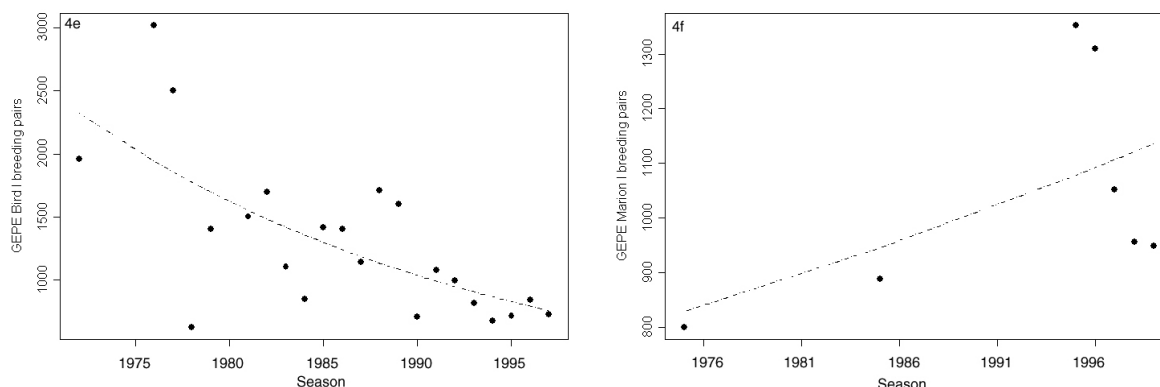 4e
GEPE Bird I breeding pairs
3000
2500
2000
1500
1000
1975 1980 1985 1990 1995
Season
4f
GEPE Marion I breeding pairs
1300
1200
1100
1000
900
800
1976 1981 1986 1991 1996
Season